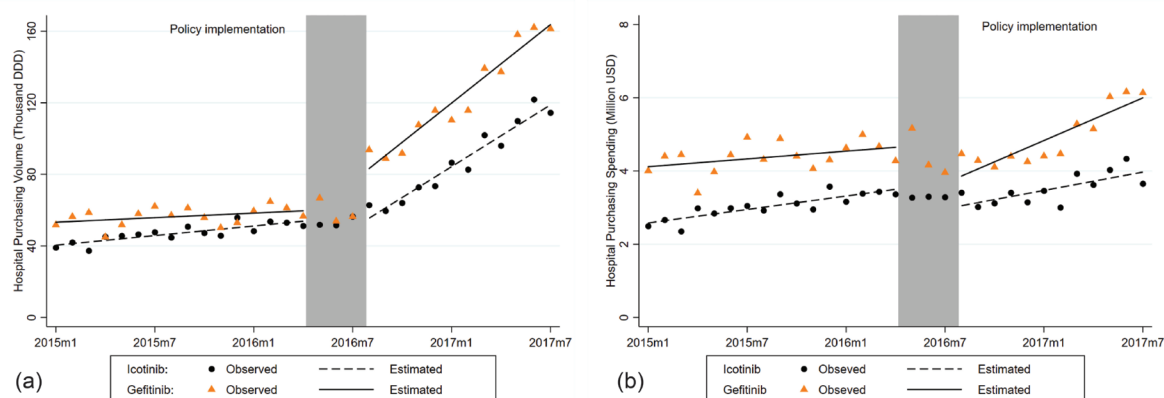 Policy implementation
Hospital Purchasing Volume (Thousand DDD)
160
120
80
40
0
2015m1 2015m7 2016m1 2016m7 2017m1 2017m7
Icotinib: Observed Estimated
Gefitinib: Observed Estimated
(a)
Policy implementation
Hospital Purchasing Spending (Million USD)
8
6
4
2
0
2015m1 2015m7 2016m1 2016m7 2017m1 2017m7
Icotinib Obseved Estimated
Gefitinib Obseved Estimated
(b)